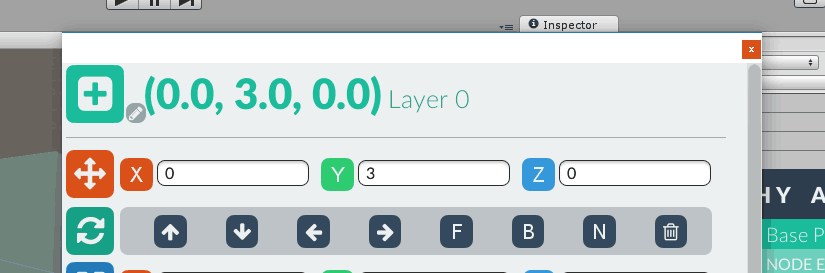 Inspector
x
(0.0, 3.0, 0.0) Layer 0
X 0 Y 3 Z 0
HY A
F B N
Base P
NODE E